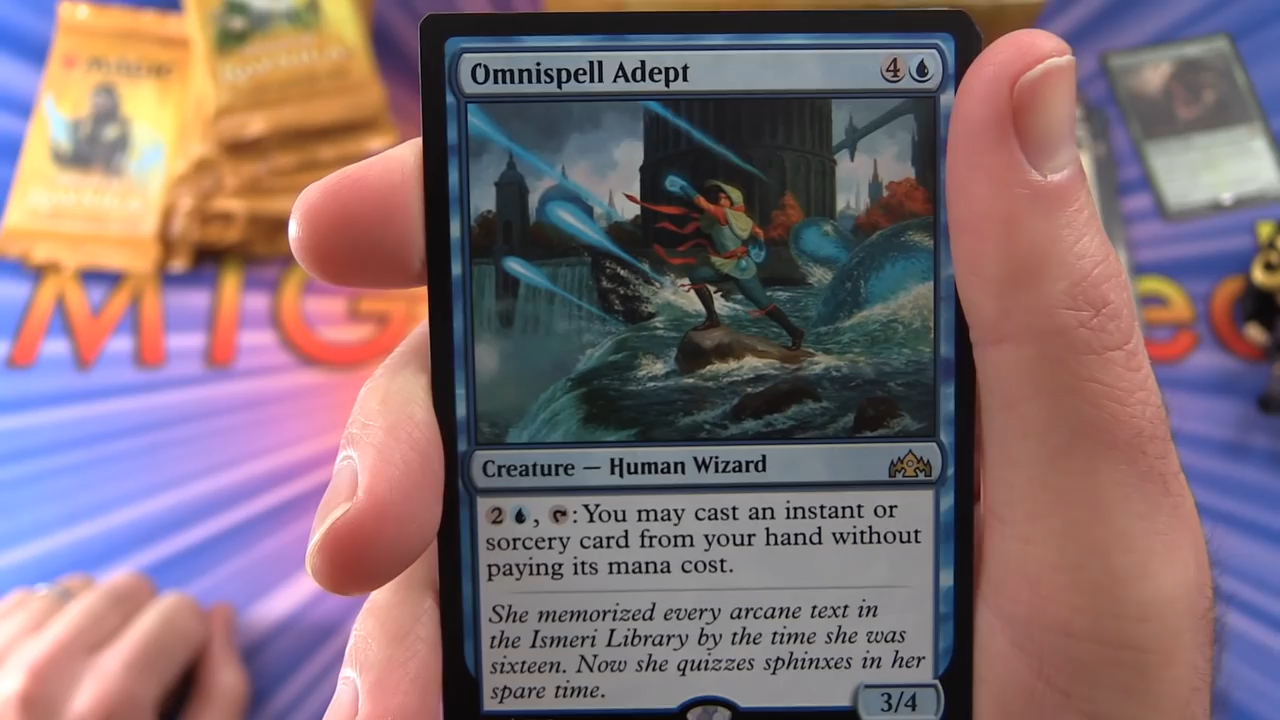 Omnispell Adept 4
Creature — Human Wizard
2 , : You may cast an instant or
sorcery card from your hand without
paying its mana cost.
She memorized every arcane text in
the Ismeri Library by the time she was
sixteen. Now she quizzes sphinxes in her
spare time.
3/4
MTG